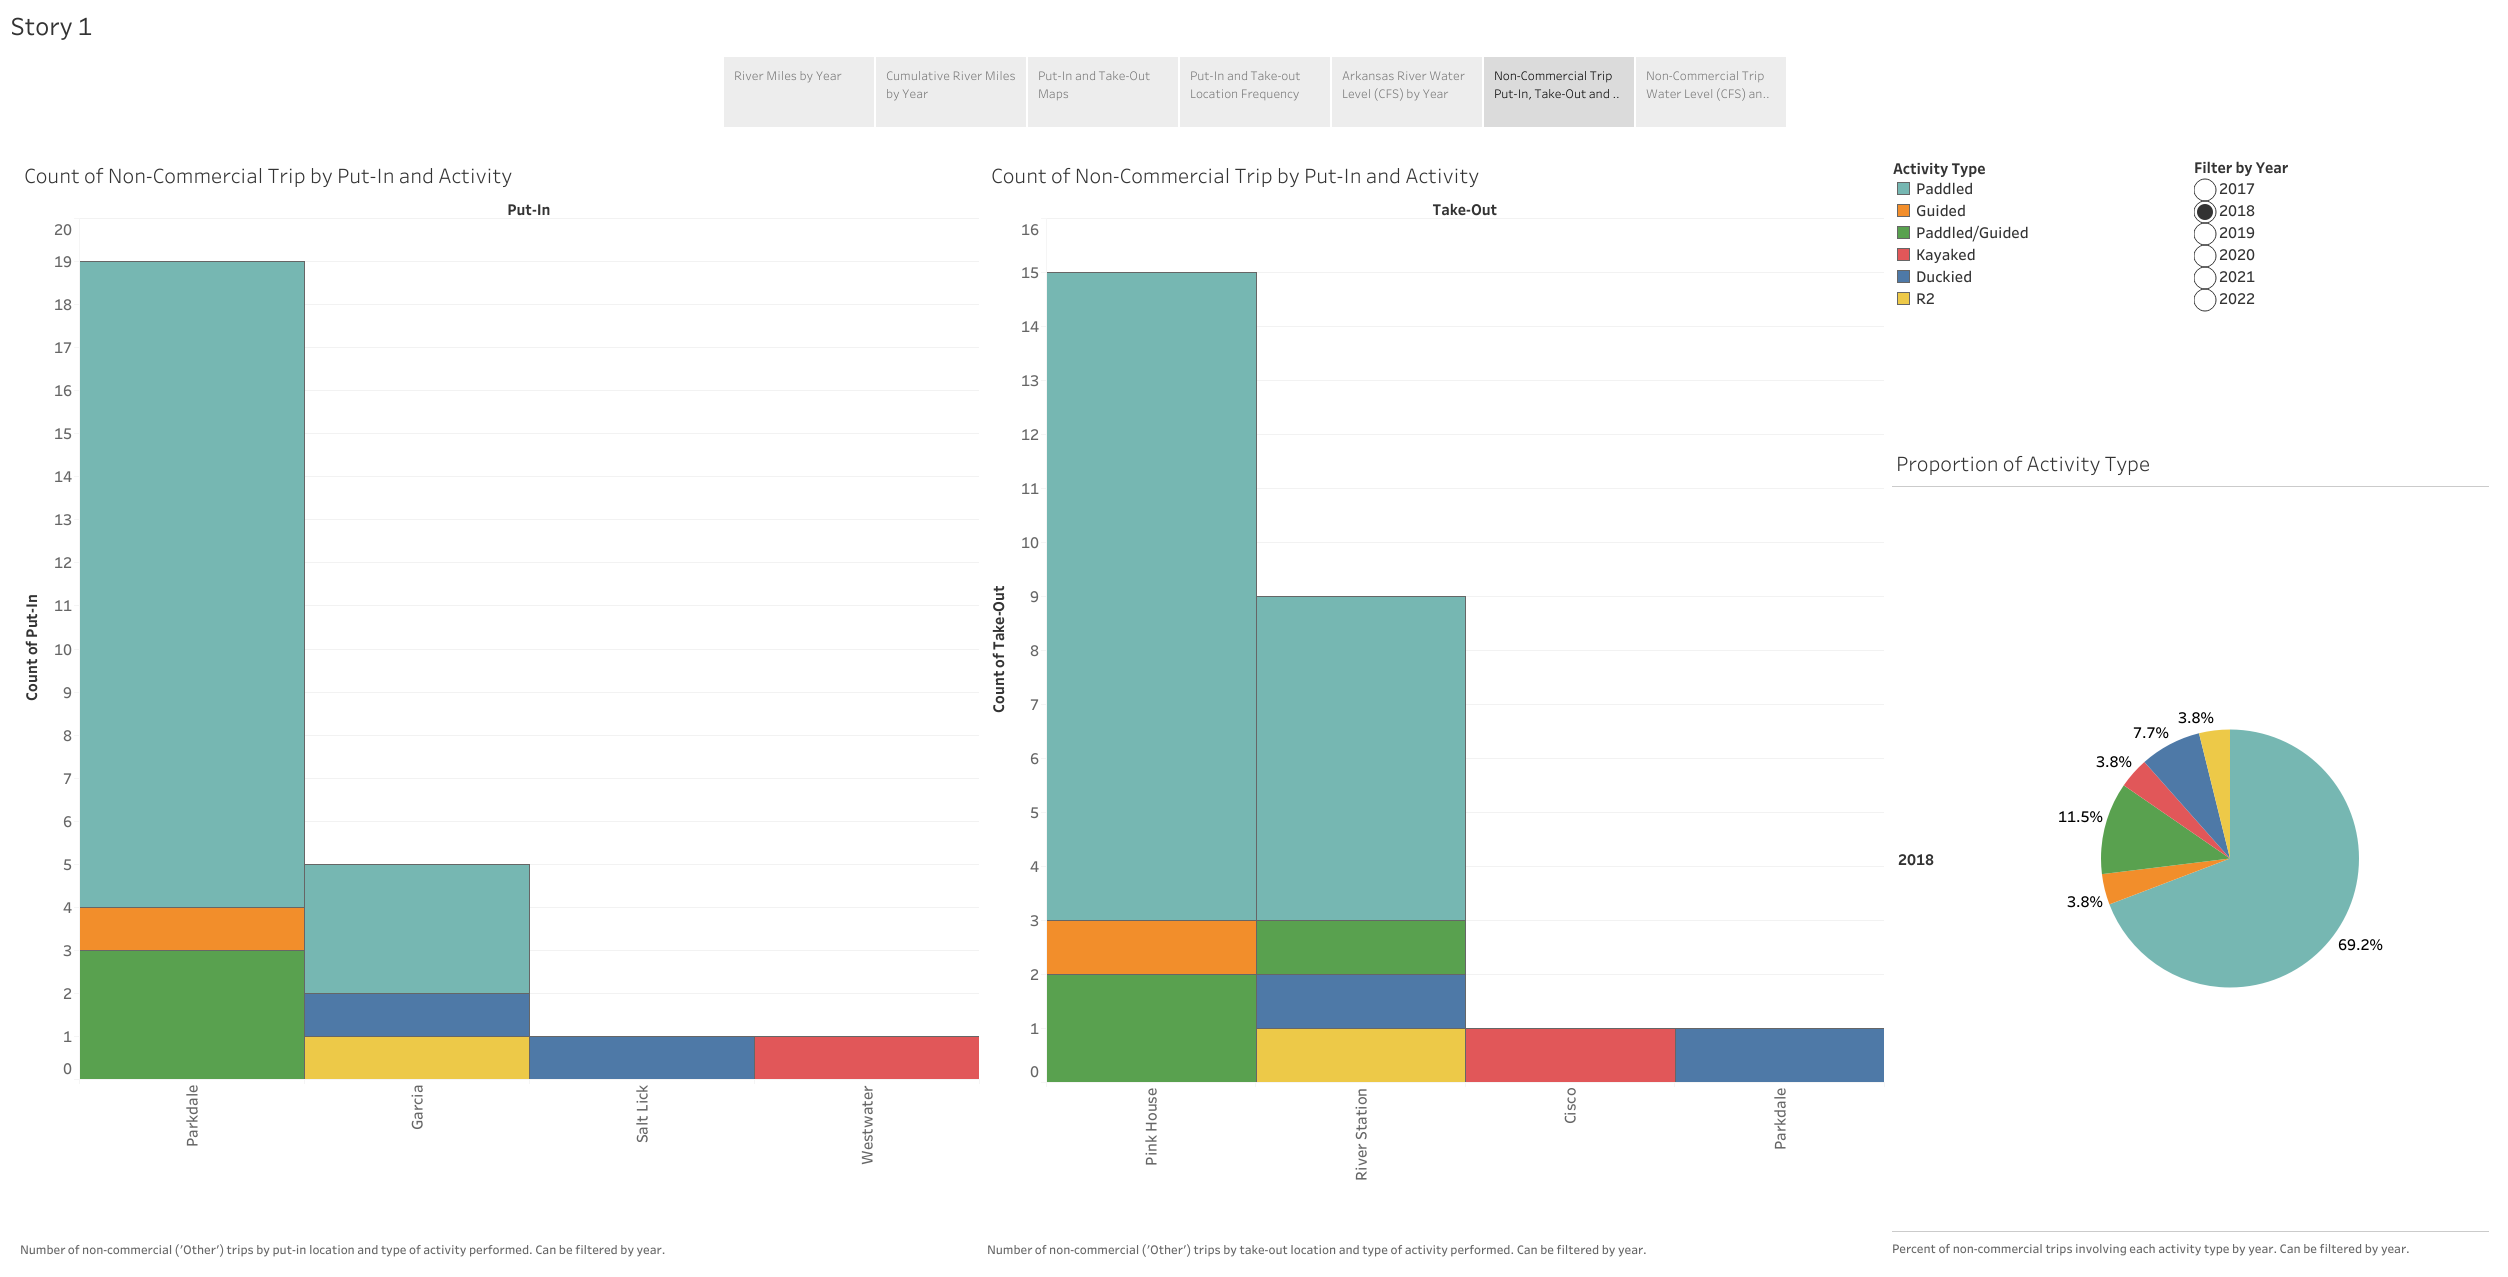 Story 1
River Miles by Year
Cumulative River Miles
by Year
Put-In and Take-Out
Maps
Put-In and Take-out
Location Frequency
Arkansas River Water
Level (CFS) by Year
Non-Commercial Trip
Put-In, Take-Out and ..
Non-Commercial Trip
Water Level (CFS) an..
Count of Non-Commercial Trip by Put-In and Activity
Put-In
20
19
18
17
16
15
14
13
12
11
10
9
8
7
6
5
4
3
2
1
0
Count of Put-In
Parkdale
Garcia
Salt Lick
Westwater
Number of non-commercial ('Other') trips by put-in location and type of activity performed. Can be filtered by year.
Count of Non-Commercial Trip by Put-In and Activity
Take-Out
16
15
14
13
12
11
10
9
8
7
6
5
4
3
2
1
0
Count of Take-Out
Pink House
River Station
Cisco
Parkdale
Number of non-commercial ('Other') trips by take-out location and type of activity performed. Can be filtered by year.
Activity Type
Paddled
Guided
Paddled/Guided
Kayaked
Duckied
R2
Filter by Year
2017
2018
2019
2020
2021
2022
Proportion of Activity Type
3.8%
7.7%
3.8%
11.5%
2018
3.8%
69.2%
Percent of non-commercial trips involving each activity type by year. Can be filtered by year.